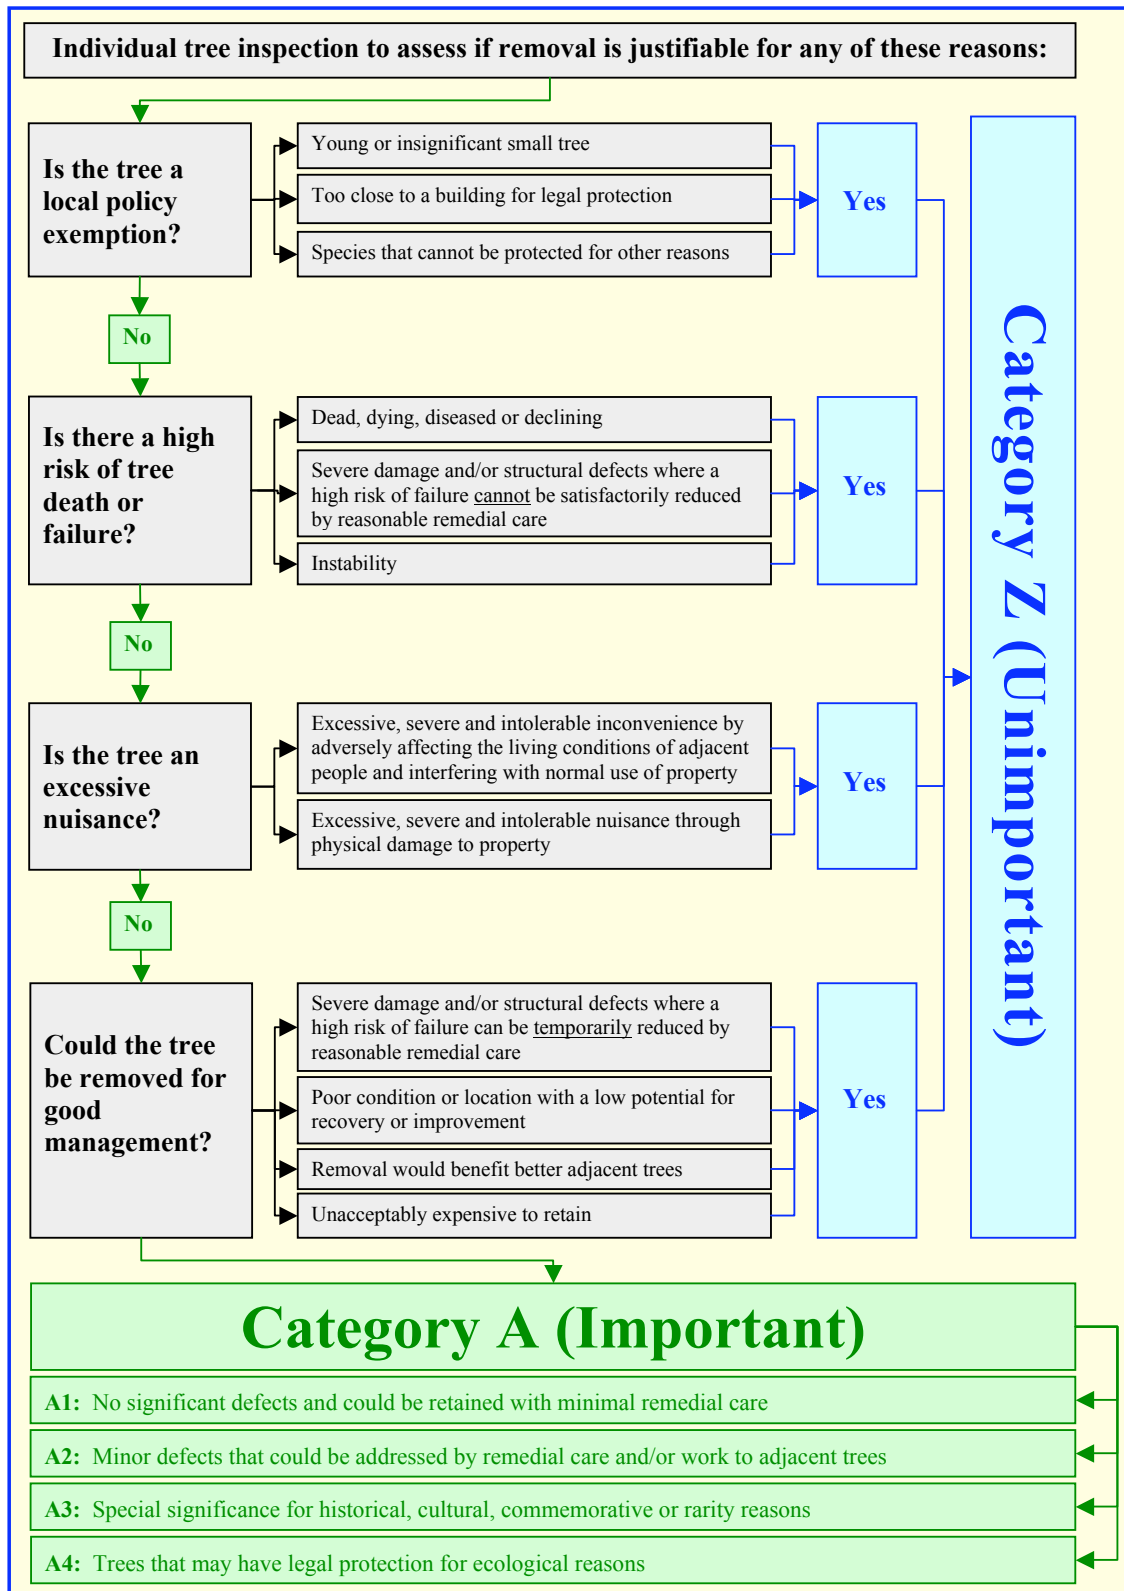 Individual tree inspection to assess if removal is justifiable for any of these reasons:
Is the tree a
local policy
exemption?
Young or insignificant small tree
Too close to a building for legal protection
Species that cannot be protected for other reasons
Yes
No
Is there a high
risk of tree
death or
failure?
Dead, dying, diseased or declining
Severe damage and/or structural defects where a
high risk of failure cannot be satisfactorily reduced
by reasonable remedial care
Instability
Yes
No
Is the tree an
excessive
nuisance?
Excessive, severe and intolerable inconvenience by
adversely affecting the living conditions of adjacent
people and interfering with normal use of property
Excessive, severe and intolerable nuisance through
physical damage to property
Yes
No
Could the tree
be removed for
good
management?
Severe damage and/or structural defects where a
high risk of failure can be temporarily reduced by
reasonable remedial care
Poor condition or location with a low potential for
recovery or improvement
Removal would benefit better adjacent trees
Unacceptably expensive to retain
Yes
Category Z (Unimportant)
Category A (Important)
A1: No significant defects and could be retained with minimal remedial care
A2: Minor defects that could be addressed by remedial care and/or work to adjacent trees
A3: Special significance for historical, cultural, commemorative or rarity reasons
A4: Trees that may have legal protection for ecological reasons